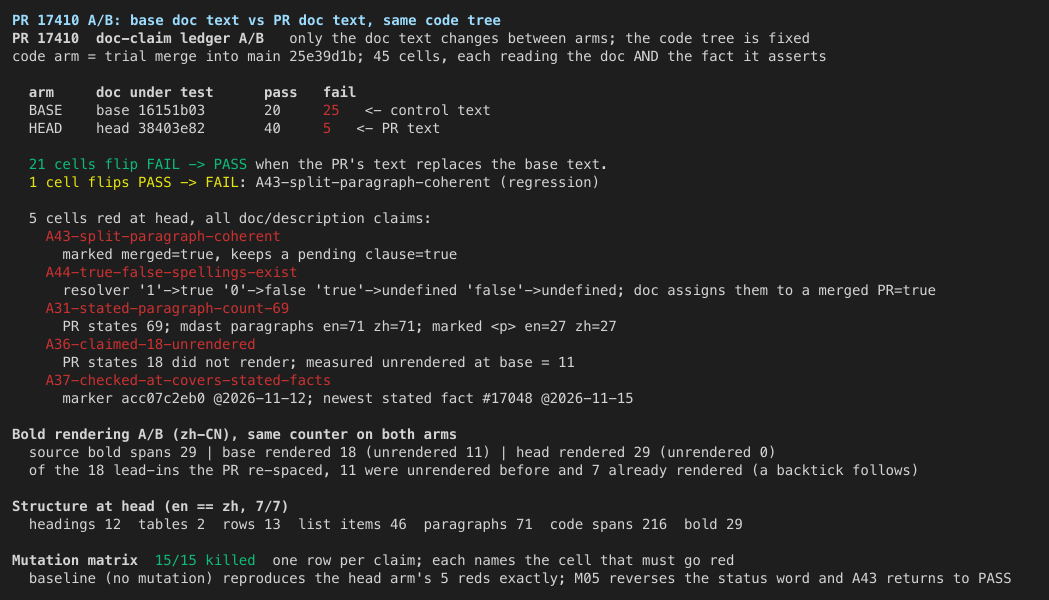 PR 17410 A/B: base doc text vs PR doc text, same code tree
PR 17410  doc-claim ledger A/B   only the doc text changes between arms; the code tree is fixed
code arm = trial merge into main 25e39d1b; 45 cells, each reading the doc AND the fact it asserts
arm     doc under test      pass   fail
BASE    base 16151b03       20     25   <- control text
HEAD    head 38403e82       40     5   <- PR text
21 cells flip FAIL -> PASS when the PR's text replaces the base text.
1 cell flips PASS -> FAIL: A43-split-paragraph-coherent (regression)
5 cells red at head, all doc/description claims:
A43-split-paragraph-coherent
marked merged=true, keeps a pending clause=true
A44-true-false-spellings-exist
resolver '1'->true '0'->false 'true'->undefined 'false'->undefined; doc assigns them to a merged PR=true
A31-stated-paragraph-count-69
PR states 69; mdast paragraphs en=71 zh=71; marked <p> en=27 zh=27
A36-claimed-18-unrendered
PR states 18 did not render; measured unrendered at base = 11
A37-checked-at-covers-stated-facts
marker acc07c2eb0 @2026-11-12; newest stated fact #17048 @2026-11-15
Bold rendering A/B (zh-CN), same counter on both arms
source bold spans 29 | base rendered 18 (unrendered 11) | head rendered 29 (unrendered 0)
of the 18 lead-ins the PR re-spaced, 11 were unrendered before and 7 already rendered (a backtick follows)
Structure at head (en == zh, 7/7)
headings 12  tables 2  rows 13  list items 46  paragraphs 71  code spans 216  bold 29
Mutation matrix  15/15 killed  one row per claim; each names the cell that must go red
baseline (no mutation) reproduces the head arm's 5 reds exactly; M05 reverses the status word and A43 returns to PASS